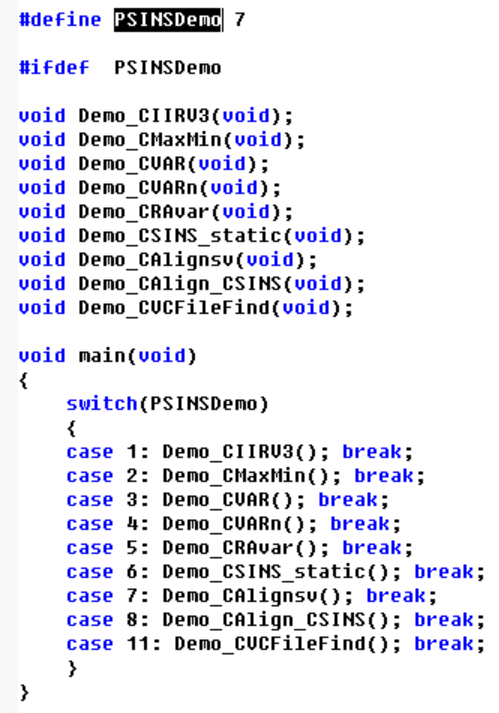 #define PSINSDemo 7
#ifdef  PSINSDemo
void Demo_CIIRV3(void);
void Demo_CMaxMin(void);
void Demo_CVAR(void);
void Demo_CVARn(void);
void Demo_CRAvar(void);
void Demo_CSINS_static(void);
void Demo_CAlignsv(void);
void Demo_CAlign_CSINS(void);
void Demo_CVCFileFind(void);
void main(void)
{
    switch(PSINSDemo)
    {
    case 1: Demo_CIIRV3(); break;
    case 2: Demo_CMaxMin(); break;
    case 3: Demo_CVAR(); break;
    case 4: Demo_CVARn(); break;
    case 5: Demo_CRAvar(); break;
    case 6: Demo_CSINS_static(); break;
    case 7: Demo_CAlignsv(); break;
    case 8: Demo_CAlign_CSINS(); break;
    case 11: Demo_CVCFileFind(); break;
    }
}